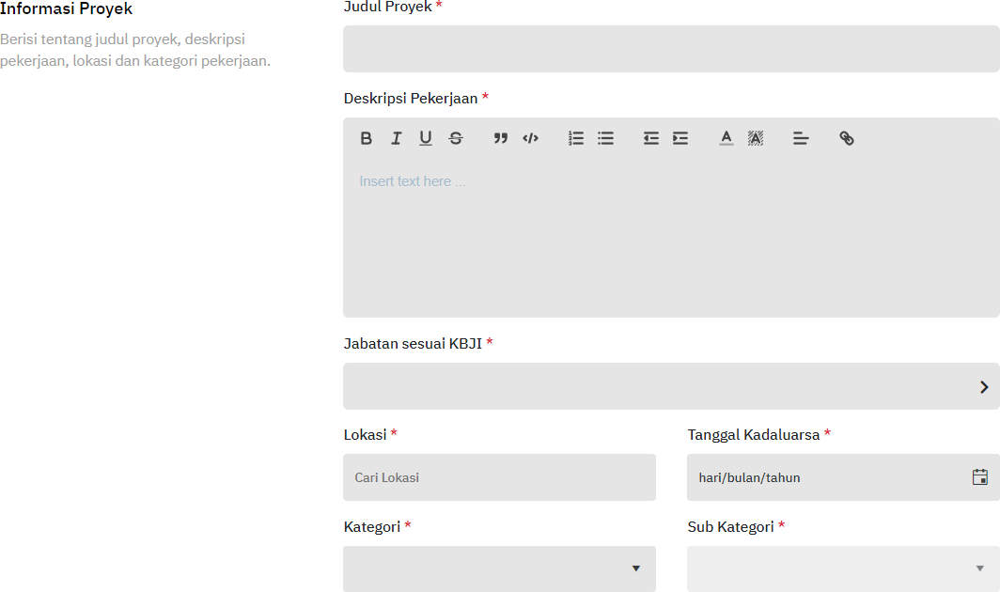 Informasi Proyek
Berisi tentang judul proyek, deskripsi
pekerjaan, lokasi dan kategori pekerjaan.
Judul Proyek *
Deskripsi Pekerjaan *
Insert text here ...
Jabatan sesuai KBJI *
Lokasi *
Cari Lokasi
Tanggal Kadaluarsa *
hari/bulan/tahun
Kategori *
Sub Kategori *